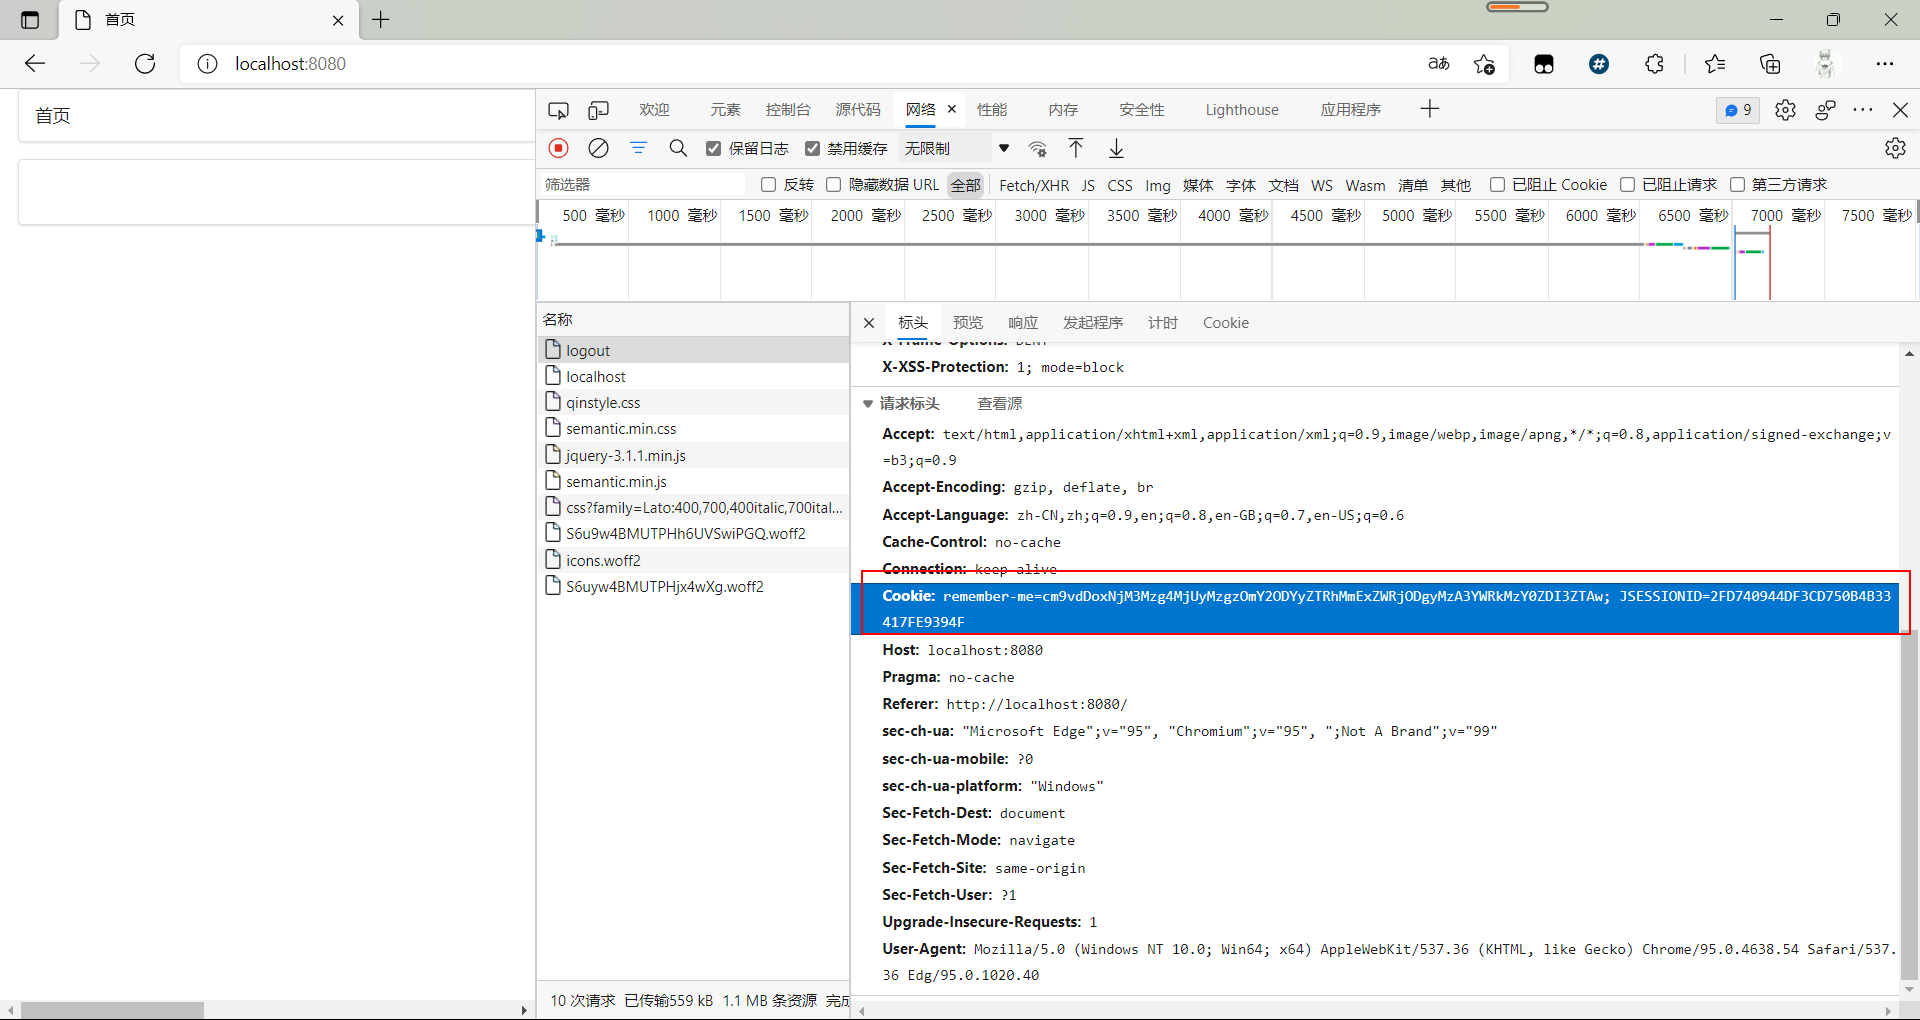 首页
localhost:8080
首页
欢迎 元素 控制台 源代码 网络 性能 内存 安全性 Lighthouse 应用程序 9
保留日志 禁用缓存 无限制
筛选器 反转 隐藏数据 URL 全部 Fetch/XHR JS CSS Img 媒体 字体 文档 WS Wasm 清单 其他 已阻止 Cookie 已阻止请求 第三方请求
500 毫秒 1000 毫秒 1500 毫秒 2000 毫秒 2500 毫秒 3000 毫秒 3500 毫秒 4000 毫秒 4500 毫秒 5000 毫秒 5500 毫秒 6000 毫秒 6500 毫秒 7000 毫秒 7500 毫秒
名称
logout
localhost
qinstyle.css
semantic.min.css
jquery-3.1.1.min.js
semantic.min.js
css?family=Lato:400,700,400italic,700ital...
S6u9w4BMUTPHh6UVSwiPGQ.woff2
icons.woff2
S6uyw4BMUTPHjx4wXg.woff2
10 次请求 已传输559 kB 1.1 MB 条资源 完成
标头 预览 响应 发起程序 计时 Cookie
X-Frame-Options: DENY
X-XSS-Protection: 1; mode=block
请求标头 查看源
Accept: text/html,application/xhtml+xml,application/xml;q=0.9,image/webp,image/apng,*/*;q=0.8,application/signed-exchange;v
=b3;q=0.9
Accept-Encoding: gzip, deflate, br
Accept-Language: zh-CN,zh;q=0.9,en;q=0.8,en-GB;q=0.7,en-US;q=0.6
Cache-Control: no-cache
Connection: keep-alive
Cookie: remember-me=cm9vdDoxNjM3Mzg4MjUyMzgzOmY2ODYyZTRhMmExZWRjODgyMzA3YWRkMzY0ZDI3ZTAw; JSESSIONID=2FD740944DF3CD750B4B33
417FE9394F
Host: localhost:8080
Pragma: no-cache
Referer: http://localhost:8080/
sec-ch-ua: "Microsoft Edge";v="95", "Chromium";v="95", ";Not A Brand";v="99"
sec-ch-ua-mobile: ?0
sec-ch-ua-platform: "Windows"
Sec-Fetch-Dest: document
Sec-Fetch-Mode: navigate
Sec-Fetch-Site: same-origin
Sec-Fetch-User: ?1
Upgrade-Insecure-Requests: 1
User-Agent: Mozilla/5.0 (Windows NT 10.0; Win64; x64) AppleWebKit/537.36 (KHTML, like Gecko) Chrome/95.0.4638.54 Safari/537.
36 Edg/95.0.1020.40